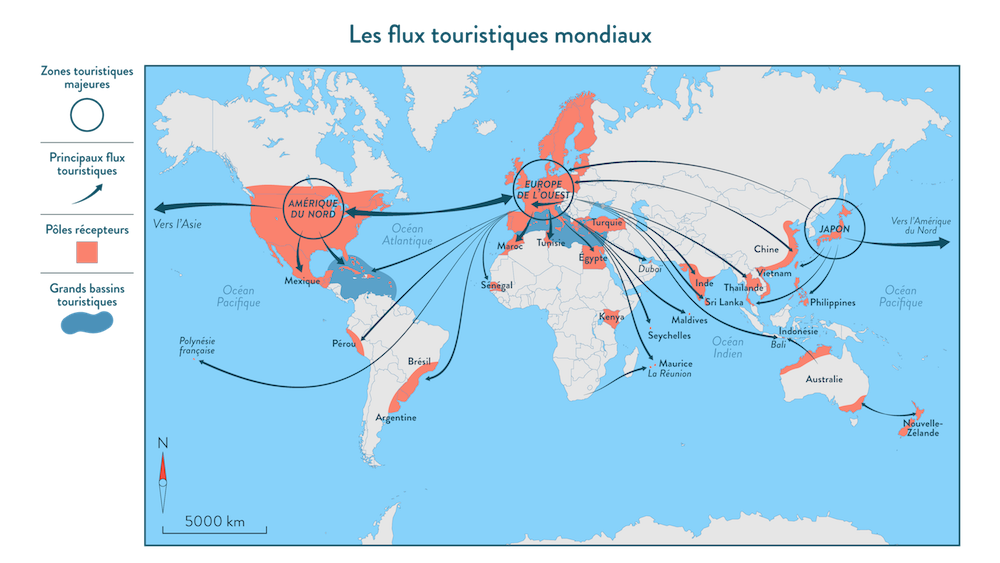 Les flux touristiques mondiaux
Zones touristiques
majeures
Principaux flux
touristiques
Pôles récepteurs
Grands bassins
touristiques
Vers l'Asie
AMÉRIQUE
DU NORD
Océan
Atlantique
EUROPE
DE L'OUEST
JAPON
Vers l'Amérique
du Nord
Maroc
Tunisie
Turquie
Égypte
Dubaï
Chine
Vietnam
Thaïlande
Inde
Sri Lanka
Philippines
Océan
Pacifique
Mexique
Océan
Pacifique
Sénégal
Kenya
Maldives
Seychelles
Océan
Indien
Indonésie
Bali
Polynésie
française
Pérou
Brésil
Maurice
La Réunion
Australie
Argentine
Nouvelle-
Zélande
N
5000 km